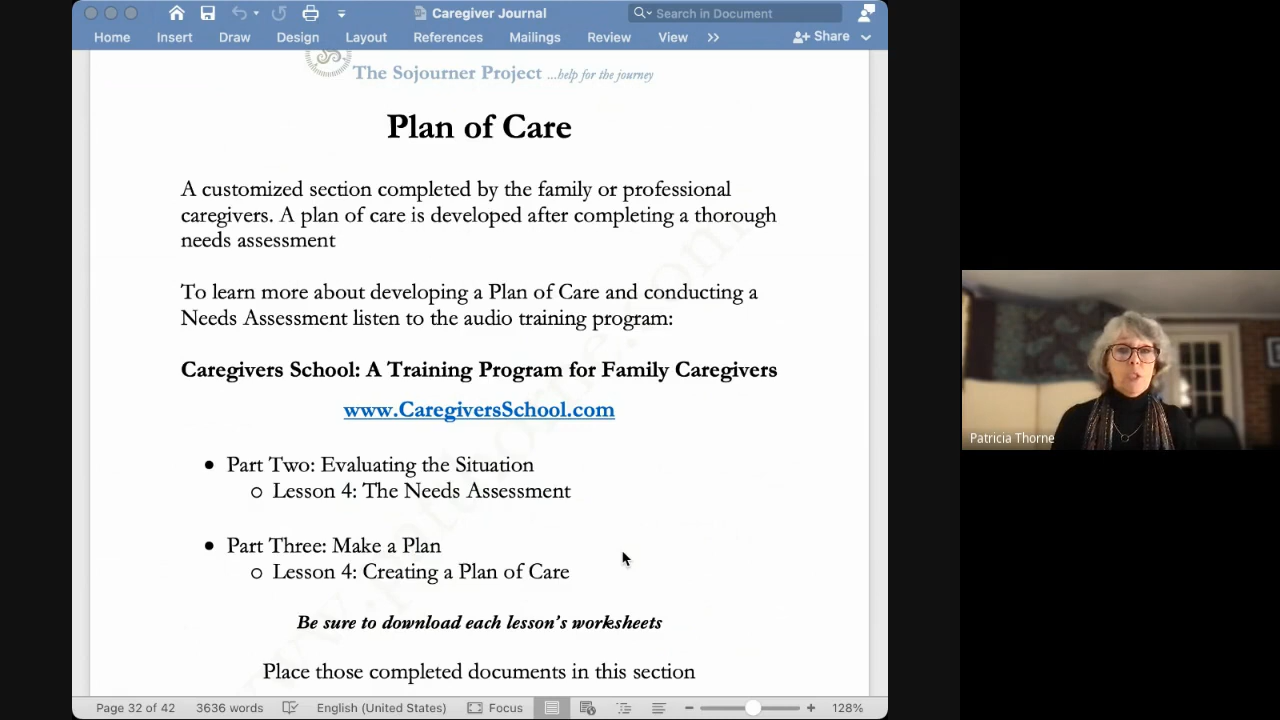 Caregiver Journal
Search in Document
Home Insert Draw Design Layout References Mailings Review View >> Share
The Sojourner Project ...help for the journey
Plan of Care
A customized section completed by the family or professional
caregivers. A plan of care is developed after completing a thorough
needs assessment
To learn more about developing a Plan of Care and conducting a
Needs Assessment listen to the audio training program:
Caregivers School: A Training Program for Family Caregivers
www.CaregiversSchool.com
• Part Two: Evaluating the Situation
o Lesson 4: The Needs Assessment
• Part Three: Make a Plan
o Lesson 4: Creating a Plan of Care
Be sure to download each lesson's worksheets
Place those completed documents in this section
Page 32 of 42 3636 words English (United States) Focus 128%
Patricia Thorne